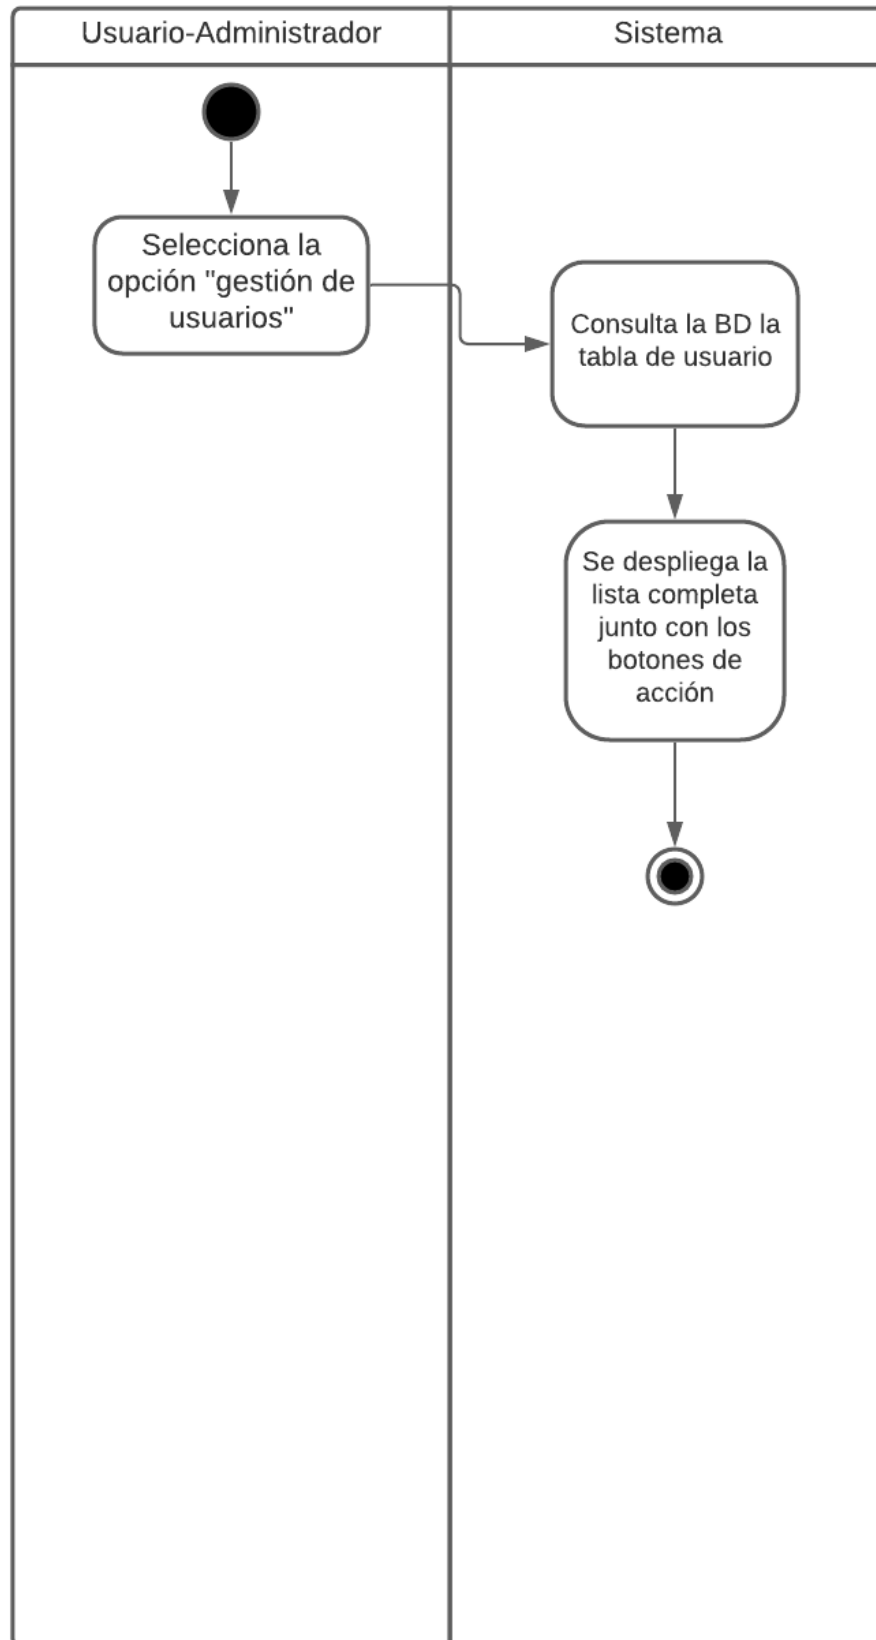 Usuario-Administrador
Sistema
Selecciona la
opción "gestión de
usuarios"
Consulta la BD la
tabla de usuario
Se despliega la
lista completa
junto con los
botones de
acción